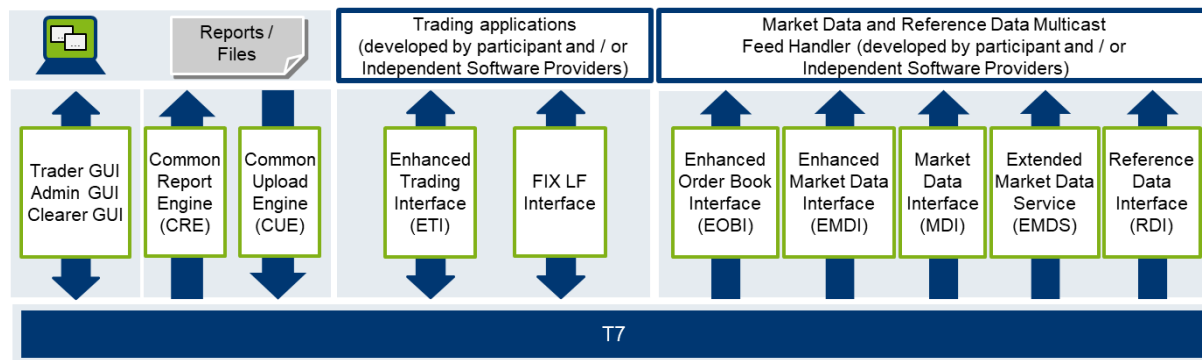 Reports /
Files
Trading applications
(developed by participant and / or
Independent Software Providers)
Market Data and Reference Data Multicast
Feed Handler (developed by participant and / or
Independent Software Providers)
Trader GUI
Admin GUI
Clearer GUI
Common
Report
Engine
(CRE)
Common
Upload
Engine
(CUE)
Enhanced
Trading
Interface
(ETI)
FIX LF
Interface
Enhanced
Order Book
Interface
(EOBI)
Enhanced
Market Data
Interface
(EMDI)
Market
Data
Interface
(MDI)
Extended
Market Data
Service
(EMDS)
Reference
Data
Interface
(RDI)
T7